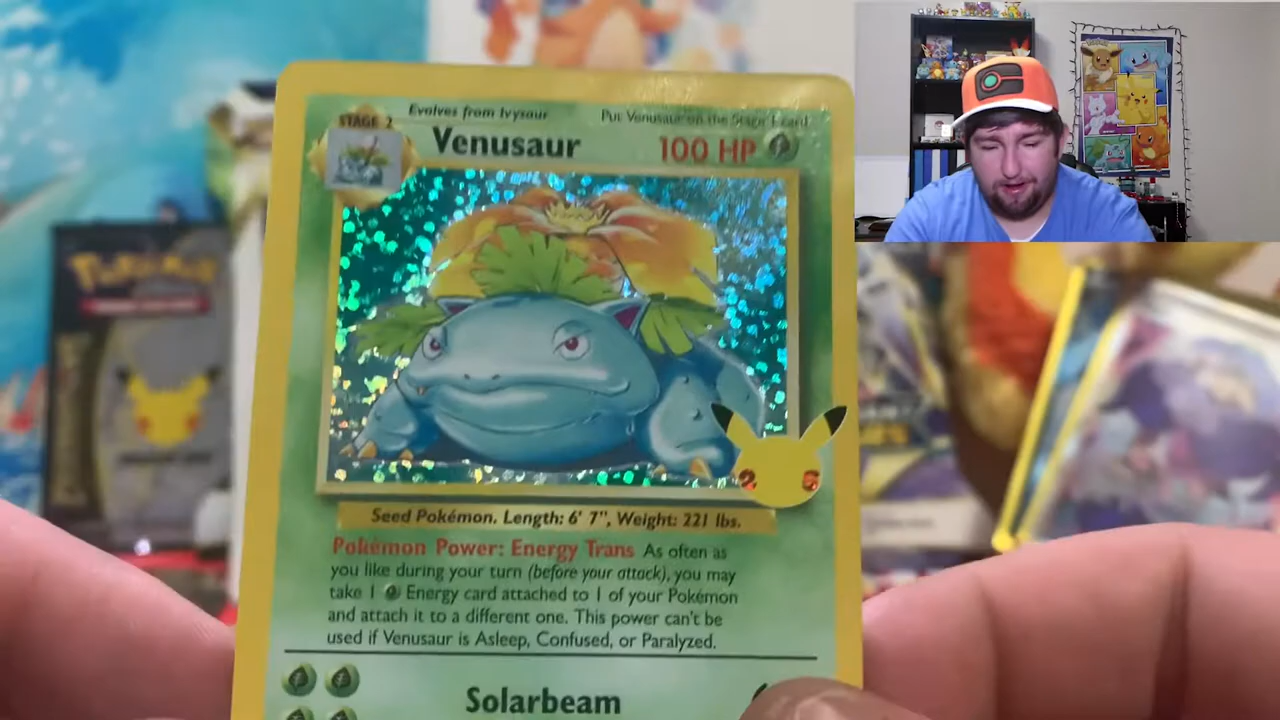 Evolves from Ivysaur
Put Venusaur on the Stage 1 card
STAGE 2
Venusaur
100 HP
25
Seed Pokémon. Length: 6' 7", Weight: 221 lbs.
Pokémon Power: Energy Trans As often as
you like during your turn (before your attack), you may
take 1 Energy card attached to 1 of your Pokémon
and attach it to a different one. This power can't be
used if Venusaur is Asleep, Confused, or Paralyzed.
Solarbeam
Pokémon